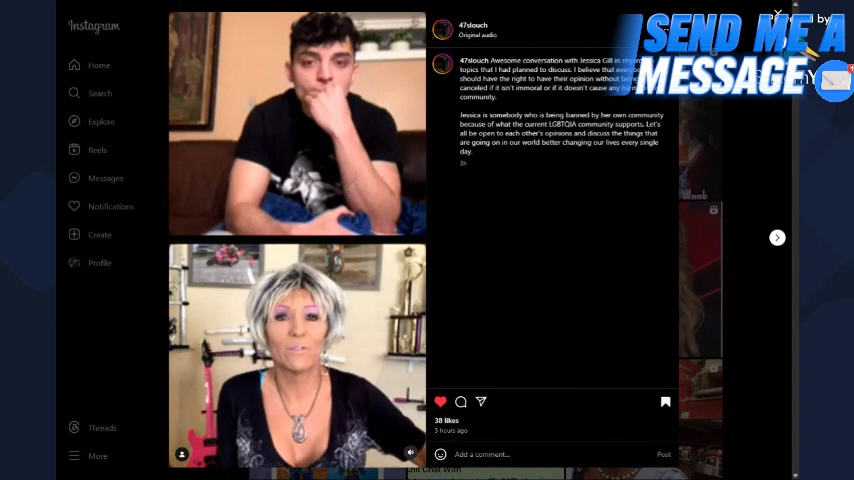 Instagram
Home
Search
Explore
Reels
Messages
Notifications
Create
Profile
Threads
More
47slouch
Original audio
47slouch Awesome conversation with Jessica Gill in
topics that I had planned to discuss. I believe that
should have the right to have their opinion without
canceled if it isn't immoral or if it doesn't cause any
community.
Jessica is somebody who is being banned by her own community
because of what the current LGBTQIA community supports. Let's
all be open to each other's opinions and discuss the things that
are going on in our world better changing our lives every single
day.
3h
38 likes
3 hours ago
Add a comment...
Post
SEND ME A
MESSAGE
by
Chat With